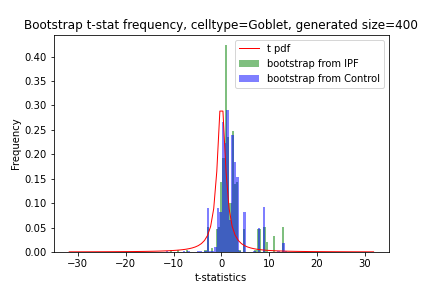 Bootstrap t-stat frequency, celltype=Goblet, generated size=400
t pdf
bootstrap from IPF
bootstrap from Control
Frequency
0.40
0.35
0.30
0.25
0.20
0.15
0.10
0.05
0.00
−30
−20
−10
0
10
20
30
t-statistics